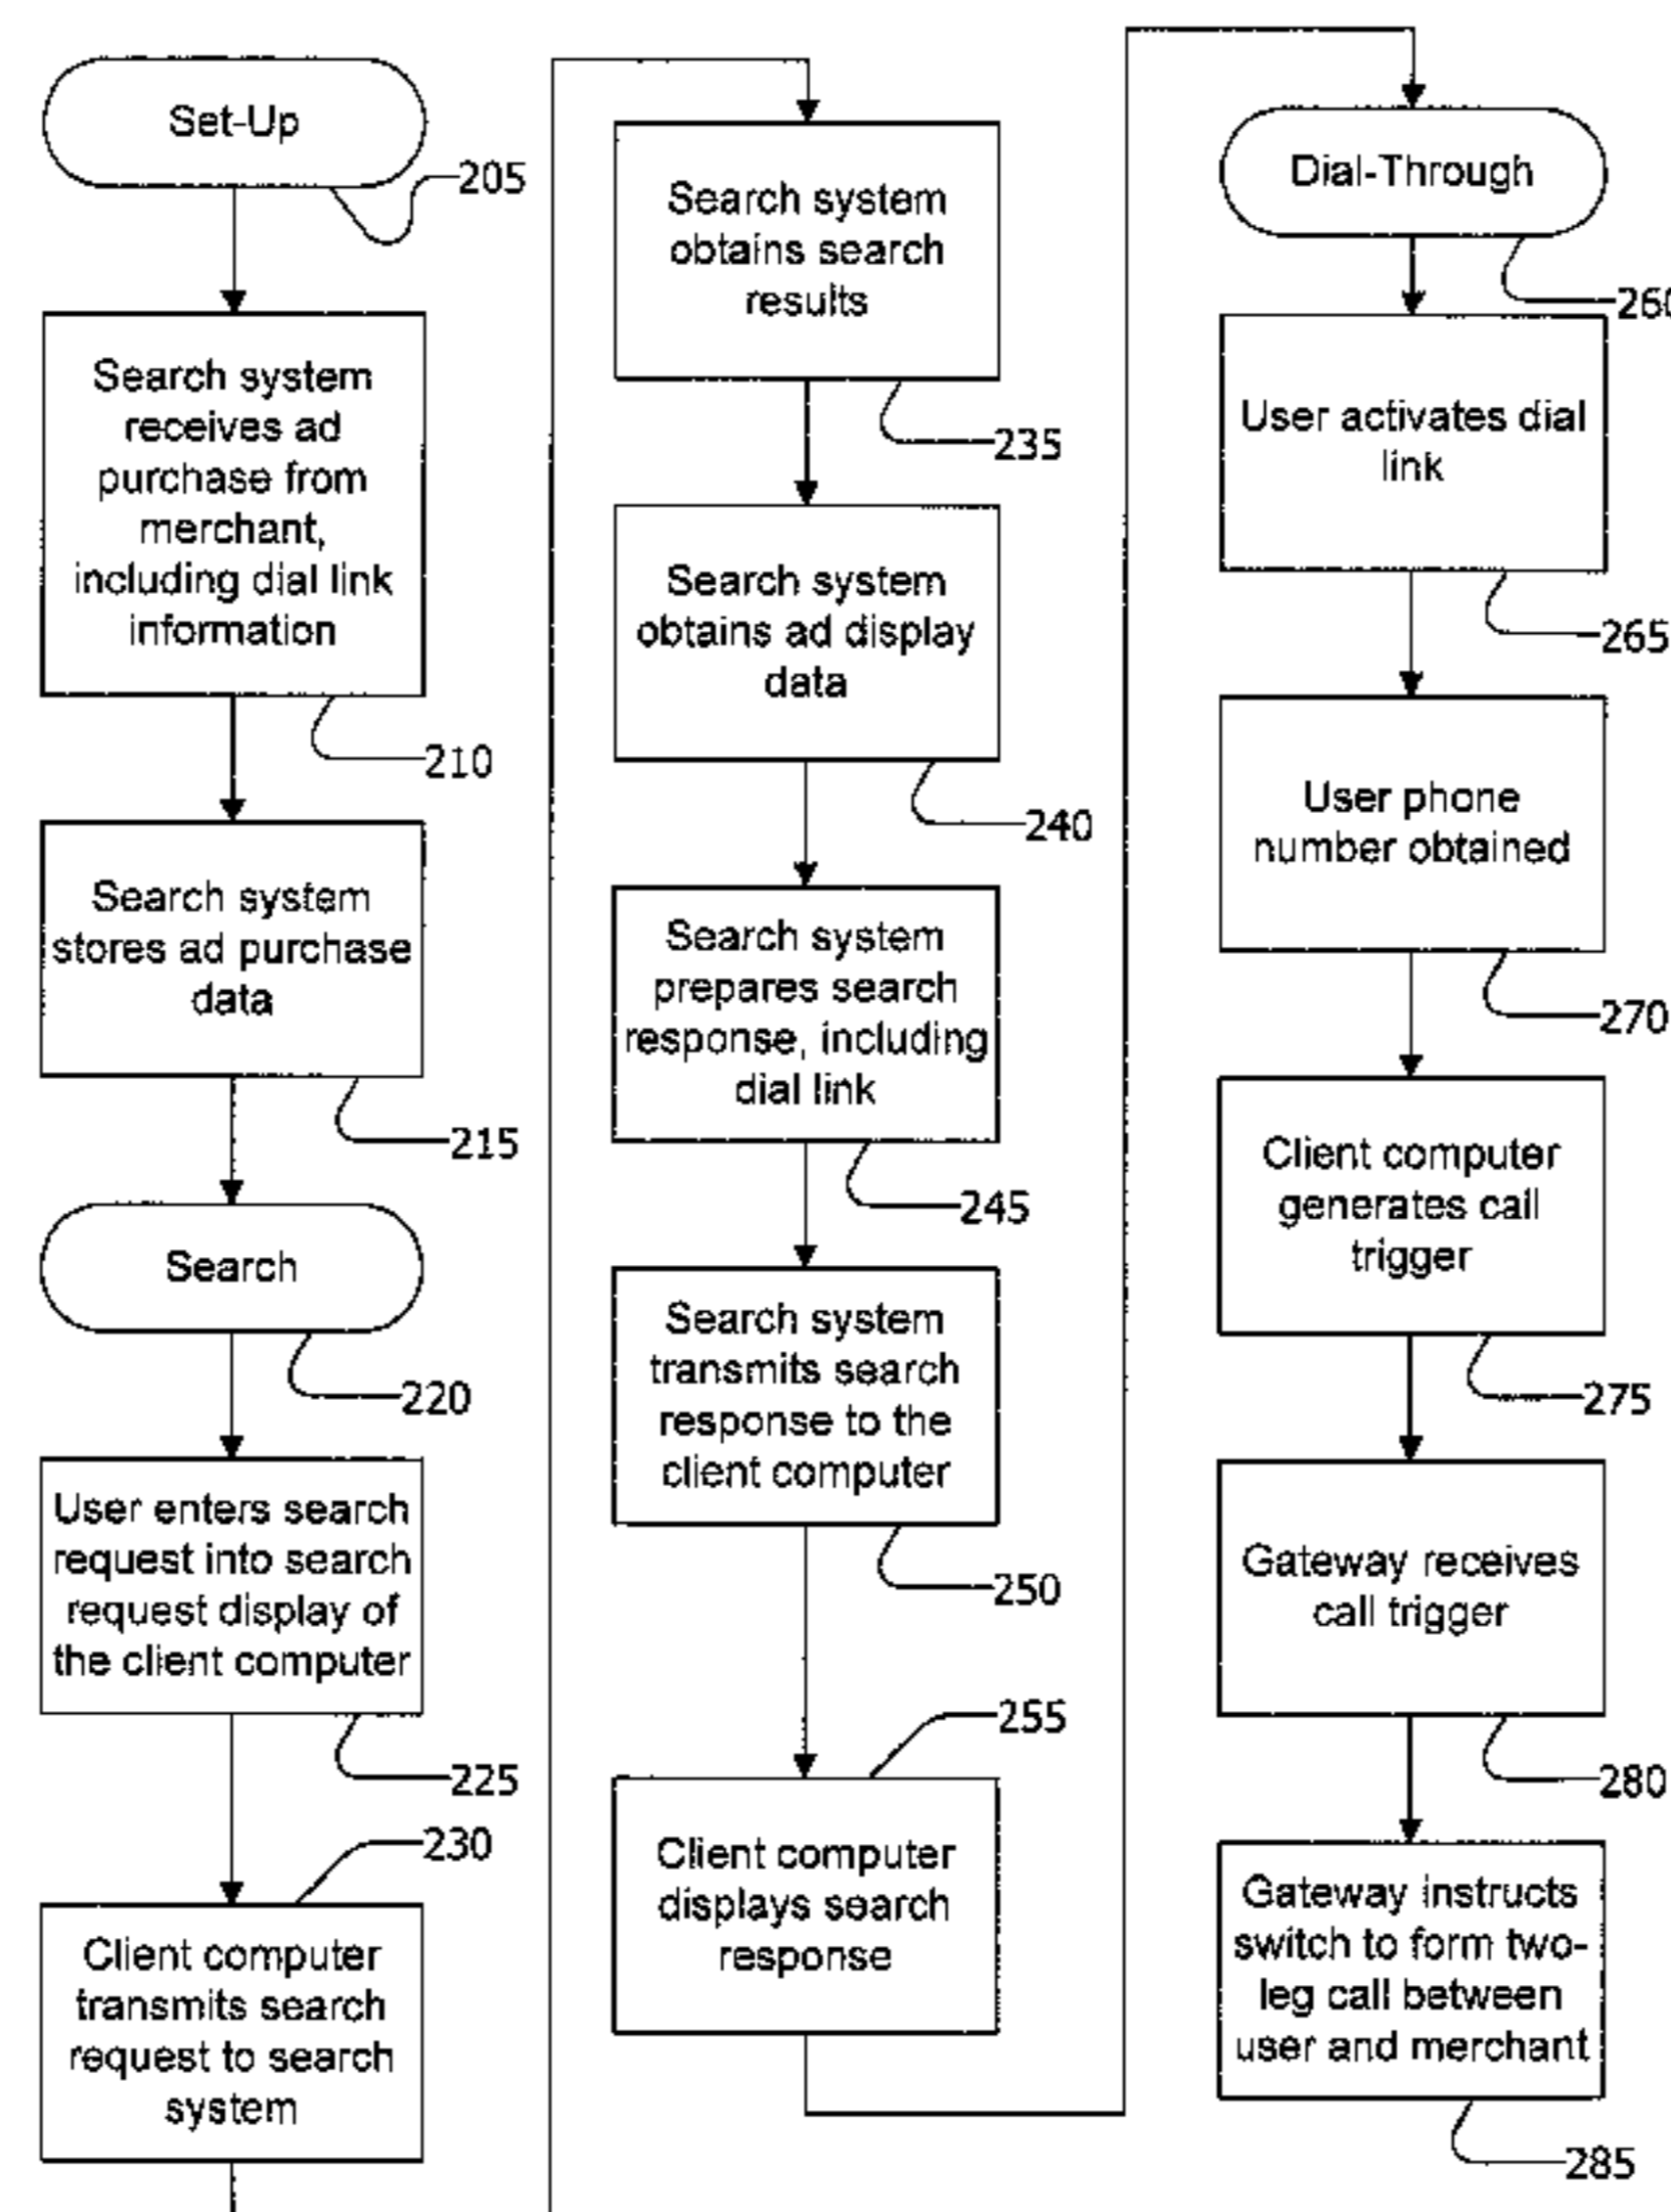 Set-Up
205
Search system
receives ad
purchase from
merchant,
including dial link
information
210
Search system
stores ad purchase
data
215
Search
220
User enters search
request into search
request display of
the client computer
225
230
Client computer
transmits search
request to search
system
Search system
obtains search
results
235
Search system
obtains ad display
data
240
Search system
prepares search
response, including
dial link
245
Search system
transmits search
response to the
client computer
250
255
Client computer
displays search
response
Dial-Through
260
User activates dial
link
265
User phone
number obtained
270
Client computer
generates call
trigger
275
Gateway receives
call trigger
280
Gateway instructs
switch to form two-
leg call between
user and merchant
285